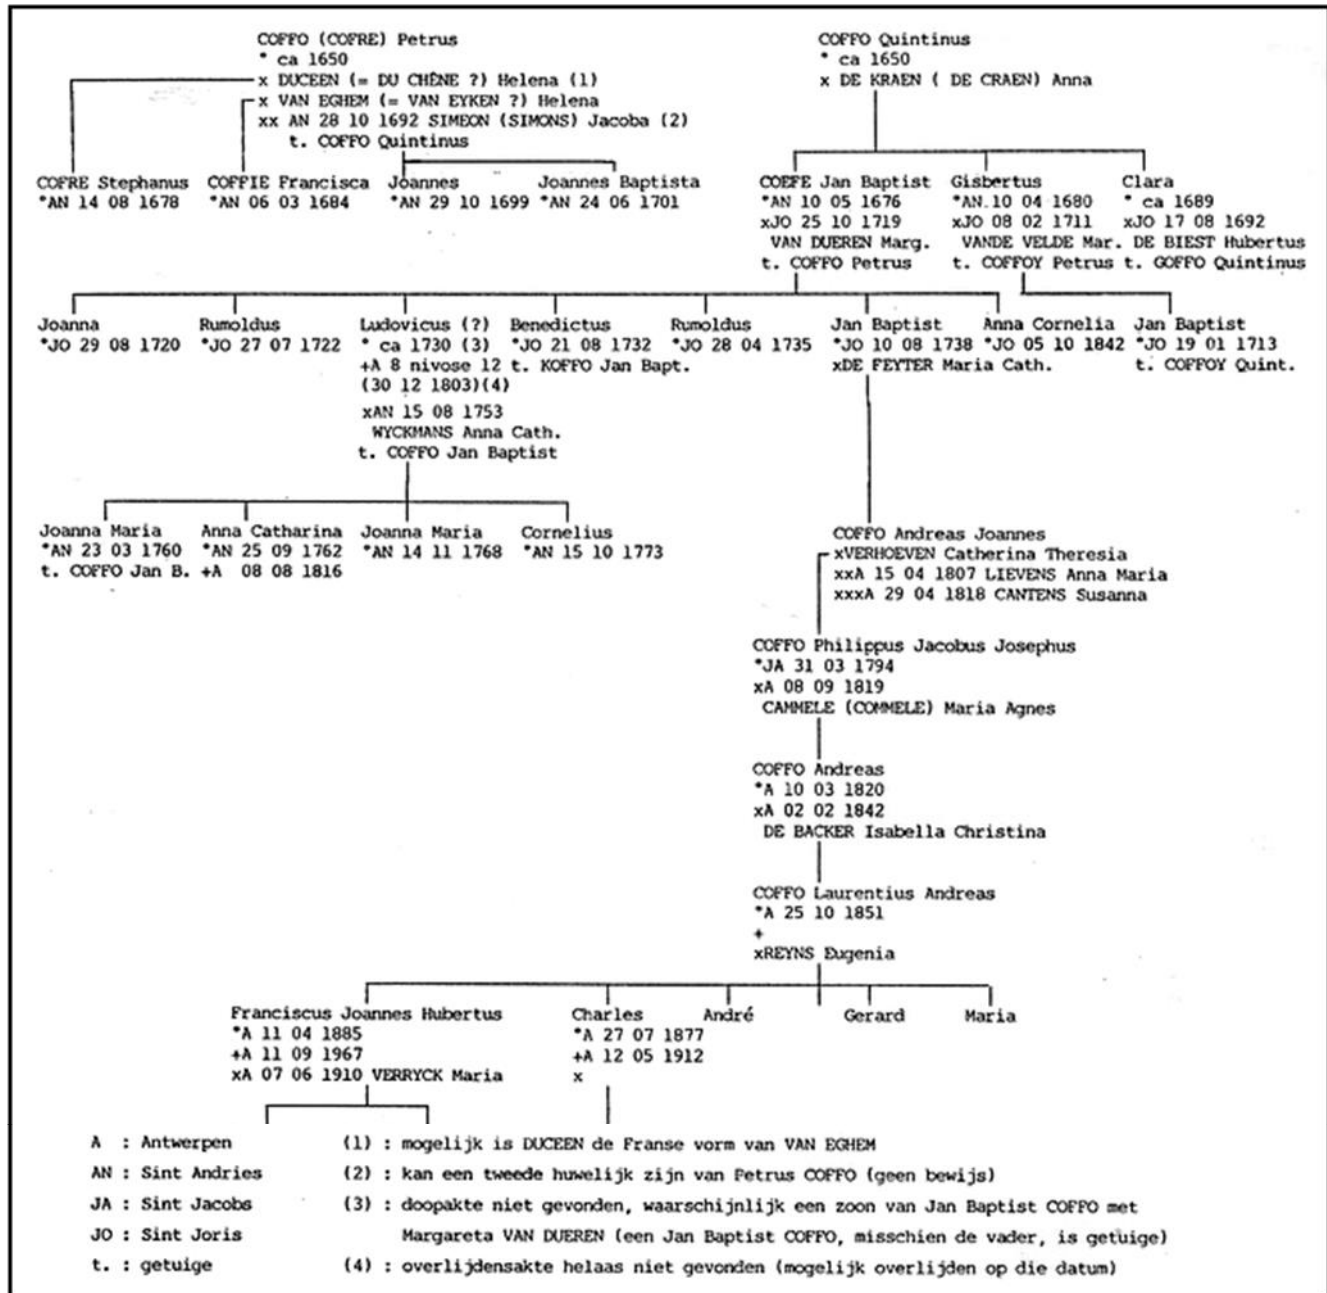 COFFO (COFRE) Petrus
* ca 1650
x DUCEEN (= DU CHÊNE ?) Helena (1)
x VAN EGHEM (= VAN EYKEN ?) Helena
xx AN 28 10 1692 SIMEON (SIMONS) Jacoba (2)
t. COFFO Quintinus
COFFO Quintinus
* ca 1650
x DE KRAEN ( DE CRAEN) Anna
COFRE Stephanus
*AN 14 08 1678
COFFIE Francisca
*AN 06 03 1684
Joannes
*AN 29 10 1699
Joannes Baptista
*AN 24 06 1701
COEFE Jan Baptist
*AN 10 05 1676
xJO 25 10 1719
VAN DUEREN Marg.
t. COFFO Petrus
Gisbertus
*AN.10 04 1680
xJO 08 02 1711
VANDE VELDE Mar.
t. COFFOY Petrus
Clara
* ca 1689
xJO 17 08 1692
DE BIEST Hubertus
t. GOFFO Quintinus
Joanna
*JO 29 08 1720
Rumoldus
*JO 27 07 1722
Ludovicus (?)
* ca 1730 (3)
+A 8 nivose 12
(30 12 1803)(4)
xAN 15 08 1753
WYCKMANS Anna Cath.
t. COFFO Jan Baptist
Benedictus
*JO 21 08 1732
t. KOFFO Jan Bapt.
Rumoldus
*JO 28 04 1735
Jan Baptist
*JO 10 08 1738
xDE FEYTER Maria Cath.
Anna Cornelia
*JO 05 10 1842
Jan Baptist
*JO 19 01 1713
t. COFFOY Quint.
Joanna Maria
*AN 23 03 1760
t. COFFO Jan B.
Anna Catharina
*AN 25 09 1762
+A 08 08 1816
Joanna Maria
*AN 14 11 1768
Cornelius
*AN 15 10 1773
COFFO Andreas Joannes
xVERHOEVEN Catherina Theresia
xxA 15 04 1807 LIEVENS Anna Maria
xxxA 29 04 1818 CANTENS Susanna
COFFO Philippus Jacobus Josephus
*JA 31 03 1794
xA 08 09 1819
CAMMELE (COMMELE) Maria Agnes
COFFO Andreas
*A 10 03 1820
xA 02 02 1842
DE BACKER Isabella Christina
COFFO Laurentius Andreas
*A 25 10 1851
+
xREYNS Eugenia
Franciscus Joannes Hubertus
*A 11 04 1885
+A 11 09 1967
xA 07 06 1910 VERRYCK Maria
Charles
*A 27 07 1877
+A 12 05 1912
x
André
Gerard
Maria
A : Antwerpen
AN : Sint Andries
JA : Sint Jacobs
JO : Sint Joris
t. : getuige
(1) : mogelijk is DUCEEN de Franse vorm van VAN EGHEM
(2) : kan een tweede huwelijk zijn van Petrus COFFO (geen bewijs)
(3) : doopakte niet gevonden, waarschijnlijk een zoon van Jan Baptist COFFO met
Margareta VAN DUEREN (een Jan Baptist COFFO, misschien de vader, is getuige)
(4) : overlijdensakte helaas niet gevonden (mogelijk overlijden op die datum)